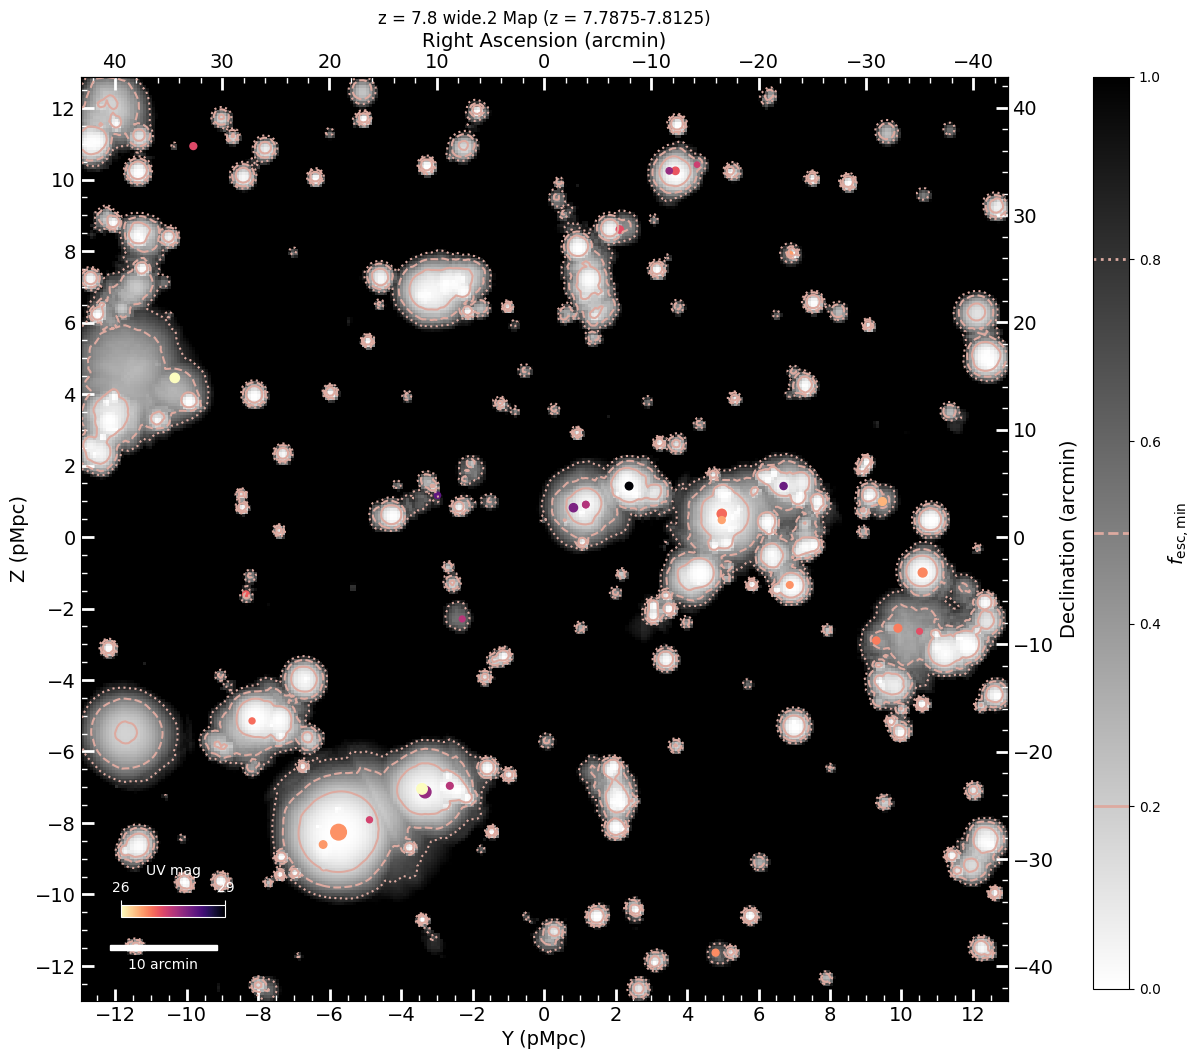 z = 7.8 wide.2 Map (z = 7.7875-7.8125)
Right Ascension (arcmin)
40 30 20 10 0 −10 −20 −30 −40
12
10
8
6
4
2
0
−2
−4
−6
−8
−10
−12
Z (pMpc)
40
30
20
10
0
−10
−20
−30
−40
Declination (arcmin)
1.0
0.8
0.6
0.4
0.2
0.0
fesc,min
UV mag
26 29
10 arcmin
−12 −10 −8 −6 −4 −2 0 2 4 6 8 10 12
Y (pMpc)